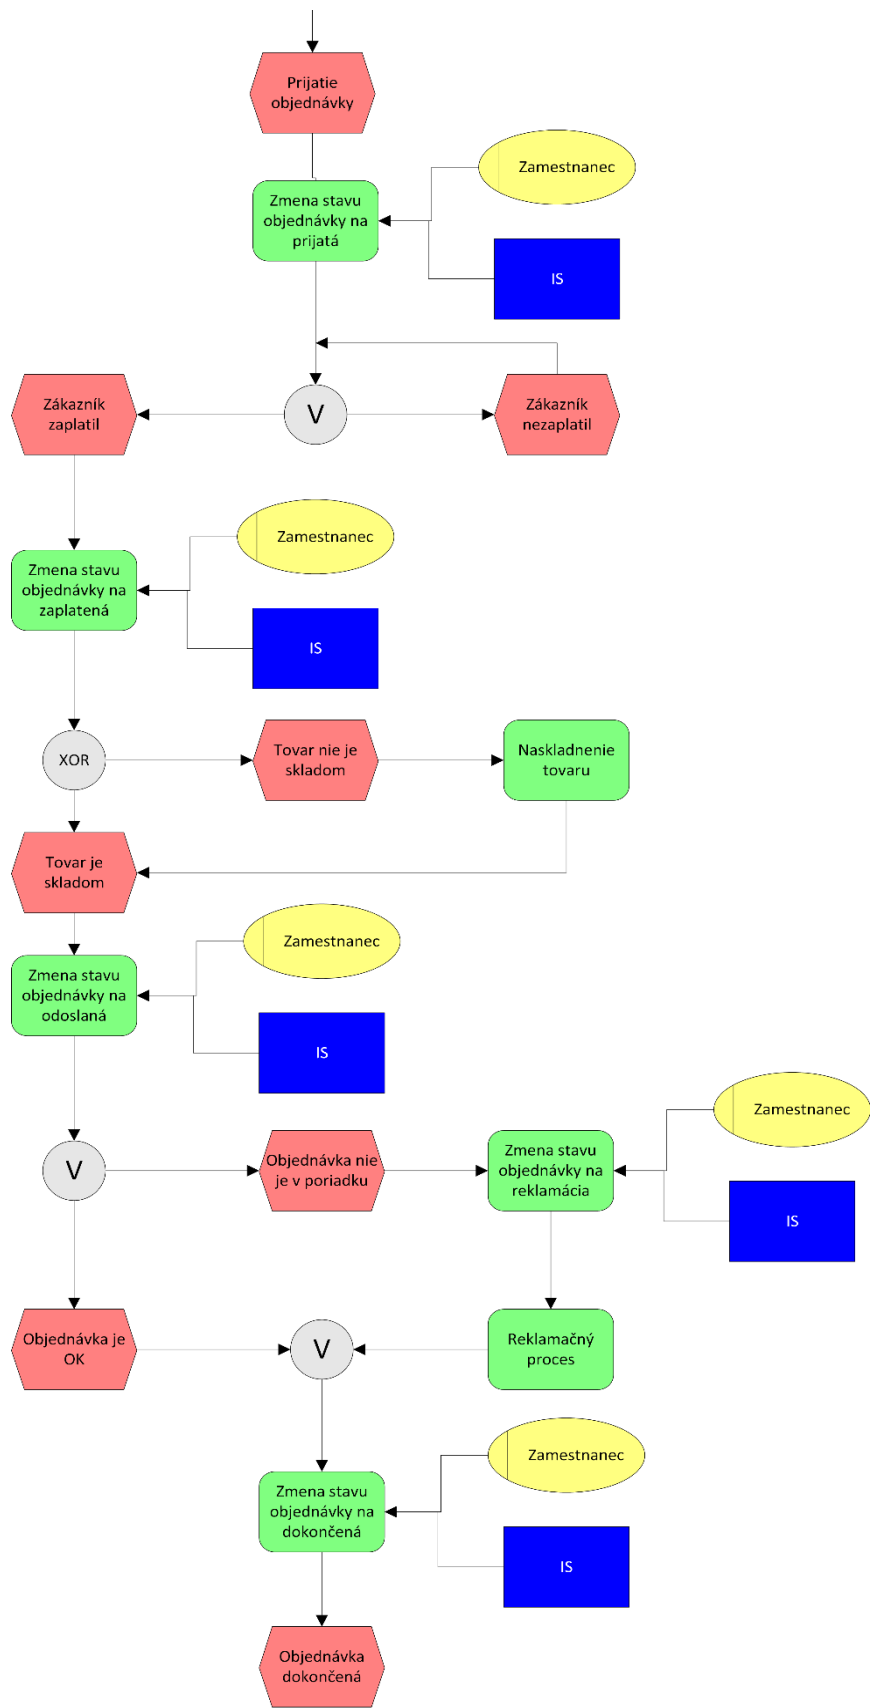 Prijatie
objednávky
Zamestnanec
Zmena stavu
objednávky na
prijatá
IS
Zákazník
zaplatil
V
Zákazník
nezaplatil
Zamestnanec
Zmena stavu
objednávky na
zaplatená
IS
XOR
Tovar nie je
skladom
Naskladnenie
tovaru
Tovar je
skladom
Zamestnanec
Zmena stavu
objednávky na
odoslaná
IS
Zamestnanec
V
Objednávka nie
je v poriadku
Zmena stavu
objednávky na
reklamácia
IS
Objednávka je
OK
V
Reklamačný
proces
Zamestnanec
Zmena stavu
objednávky na
dokončená
IS
Objednávka
dokončená